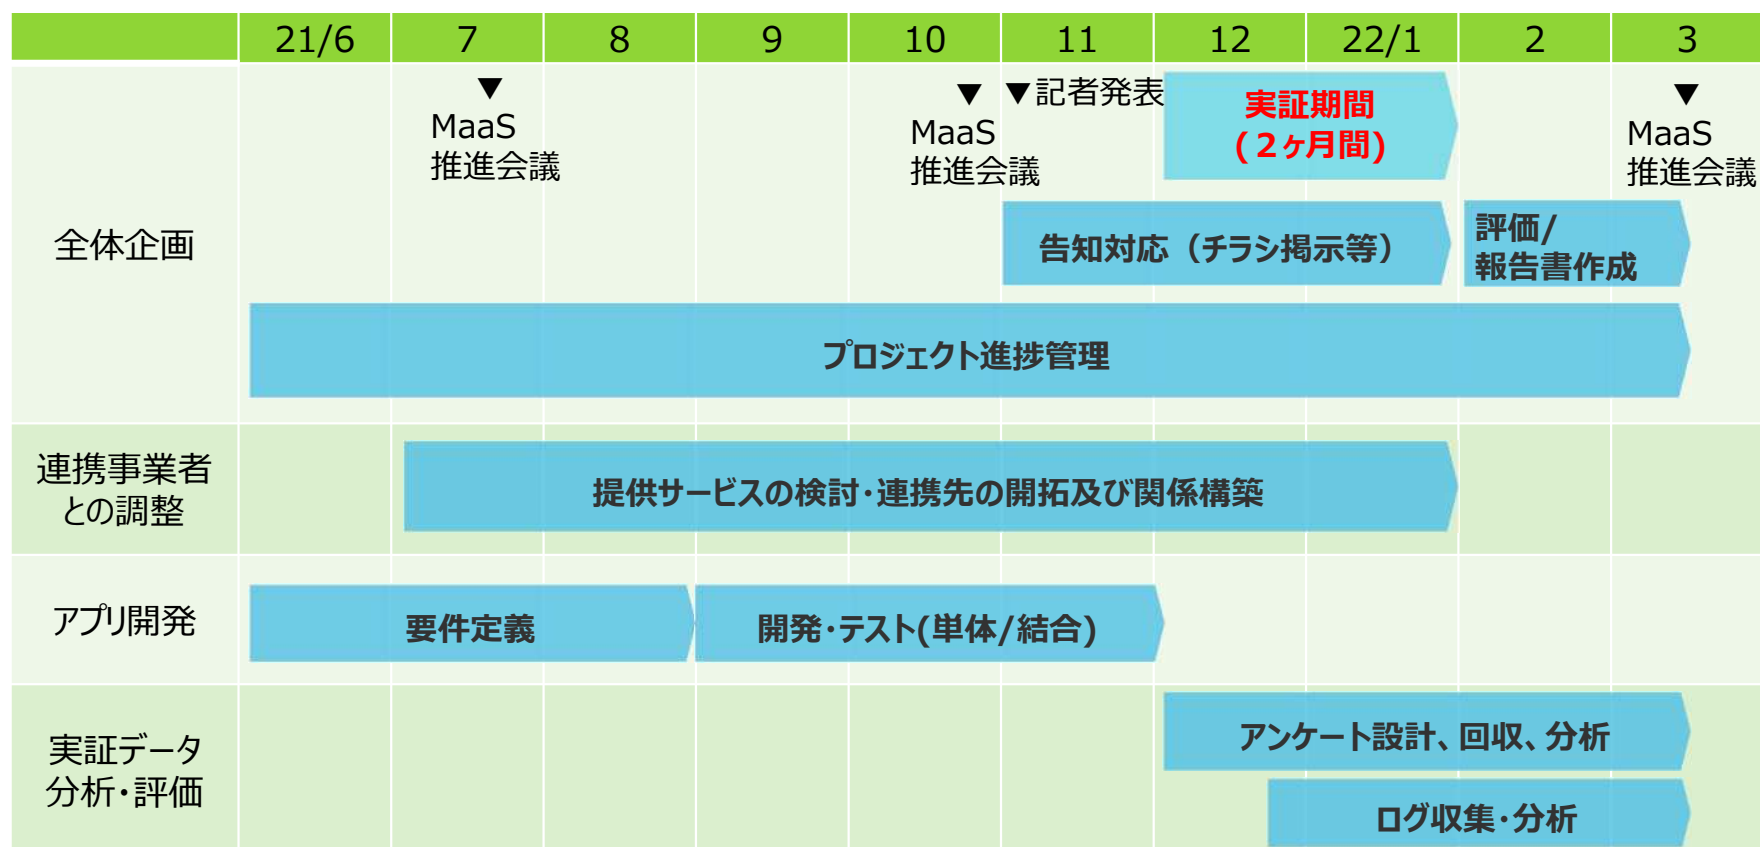 21/6 7 8 9 10 11 12 22/1 2 3
全体企画
▼
MaaS
推進会議
▼
MaaS
推進会議
▼記者発表
実証期間
(２ヶ月間)
▼
MaaS
推進会議
告知対応（チラシ掲示等）
評価/
報告書作成
プロジェクト進捗管理
連携事業者
との調整
提供サービスの検討・連携先の開拓及び関係構築
アプリ開発
要件定義
開発・テスト(単体/結合)
実証データ
分析・評価
アンケート設計、回収、分析
ログ収集・分析